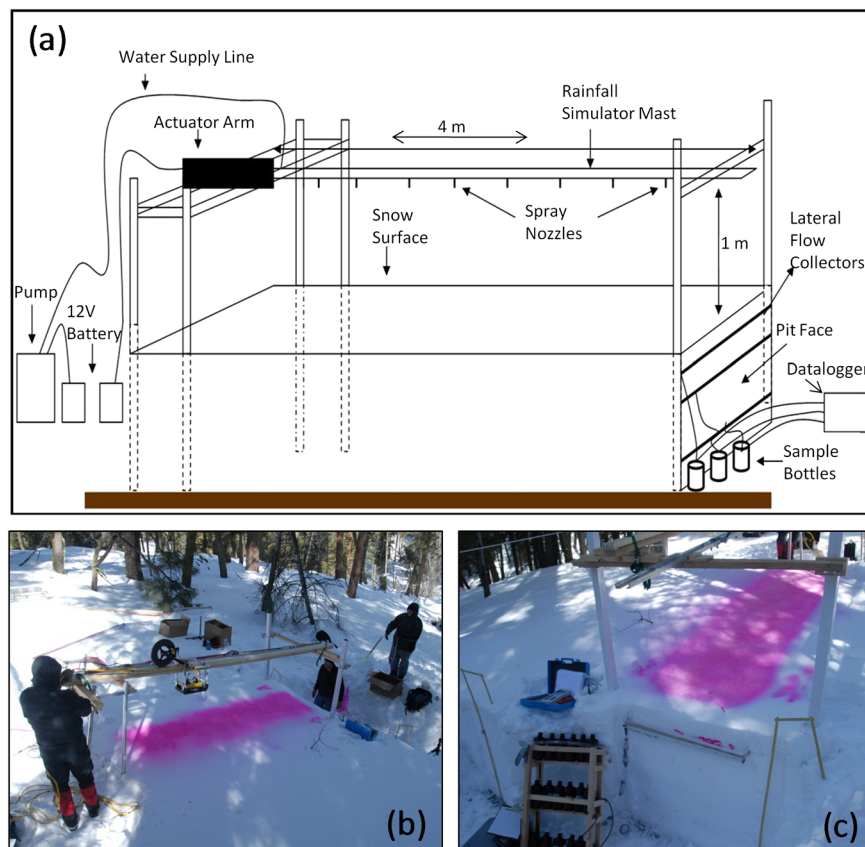 (a)
Water Supply Line
Actuator Arm
4 m
Rainfall
Simulator Mast
Snow
Surface
Spray
Nozzles
1 m
Lateral
Flow
Collectors
Pump
12V
Battery
Pit Face
Datalogger
Sample
Bottles
(b)
(c)